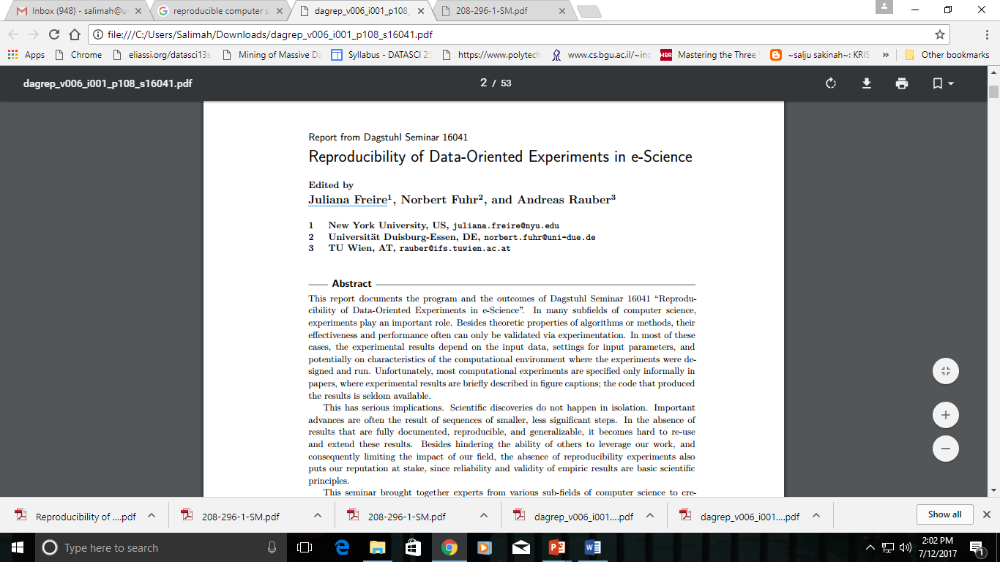 Inbox (948) - salimah@u
reproducible computer s
dagrep_v006_i001_p108_
208-296-1-SM.pdf
file:///C:/Users/Salimah/Downloads/dagrep_v006_i001_p108_s16041.pdf
Apps
Chrome
eliassi.org/datasci13s
Mining of Massive Da
Syllabus - DATASCI 25
https://www.polytech
www.cs.bgu.ac.il/~inc
HBR
Mastering the Three
~salju sakinah~: KRIS
»
Other bookmarks
dagrep_v006_i001_p108_s16041.pdf
2 / 53
Report from Dagstuhl Seminar 16041
Reproducibility of Data-Oriented Experiments in e-Science
Edited by
Juliana Freire¹, Norbert Fuhr², and Andreas Rauber³
1 New York University, US, juliana.freire@nyu.edu
2 Universität Duisburg-Essen, DE, norbert.fuhr@uni-due.de
3 TU Wien, AT, rauber@ifs.tuwien.ac.at
Abstract
This report documents the program and the outcomes of Dagstuhl Seminar 16041 “Reprodu-
cibility of Data-Oriented Experiments in e-Science”. In many subfields of computer science,
experiments play an important role. Besides theoretic properties of algorithms or methods, their
effectiveness and performance often can only be validated via experimentation. In most of these
cases, the experimental results depend on the input data, settings for input parameters, and
potentially on characteristics of the computational environment where the experiments were de-
signed and run. Unfortunately, most computational experiments are specified only informally in
papers, where experimental results are briefly described in figure captions; the code that produced
the results is seldom available.
This has serious implications. Scientific discoveries do not happen in isolation. Important
advances are often the result of sequences of smaller, less significant steps. In the absence of
results that are fully documented, reproducible, and generalizable, it becomes hard to re-use
and extend these results. Besides hindering the ability of others to leverage our work, and
consequently limiting the impact of our field, the absence of reproducibility experiments also
puts our reputation at stake, since reliability and validity of empiric results are basic scientific
principles.
This seminar brought together experts from various sub-fields of computer science to cre-
Reproducibility of ....pdf
208-296-1-SM.pdf
208-296-1-SM.pdf
dagrep_v006_i001....pdf
dagrep_v006_i001....pdf
Show all
Type here to search
2:02 PM
7/12/2017
1